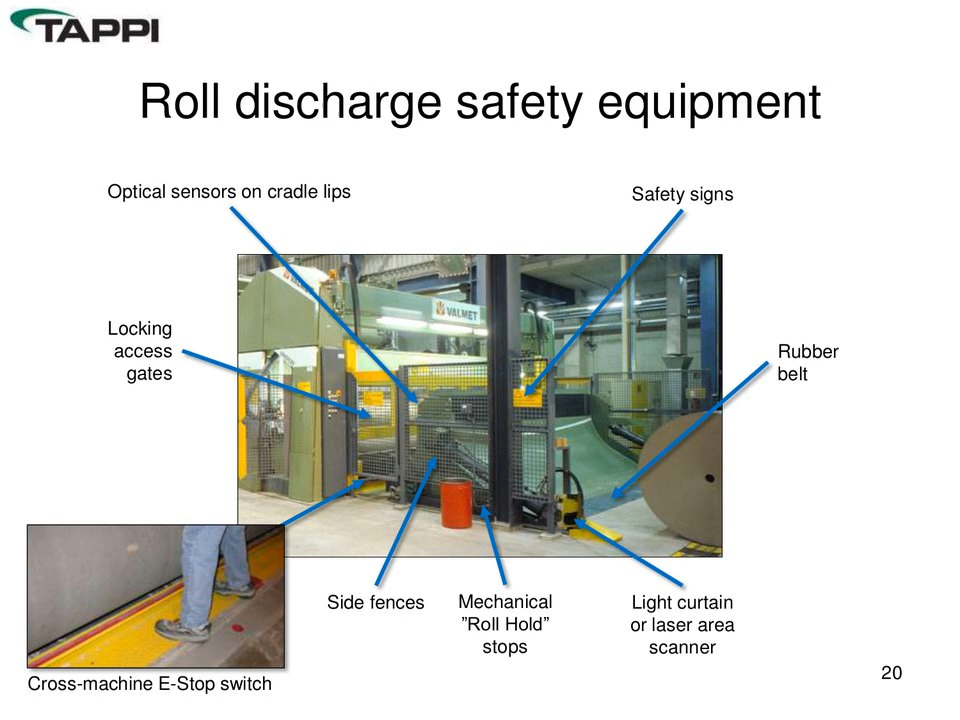 TAPPI
Roll discharge safety equipment
Optical sensors on cradle lips
Safety signs
VALMET
VALMET
Locking
access
gates
Rubber
belt
Side fences
Mechanical
”Roll Hold”
stops
Light curtain
or laser area
scanner
Cross-machine E-Stop switch
20